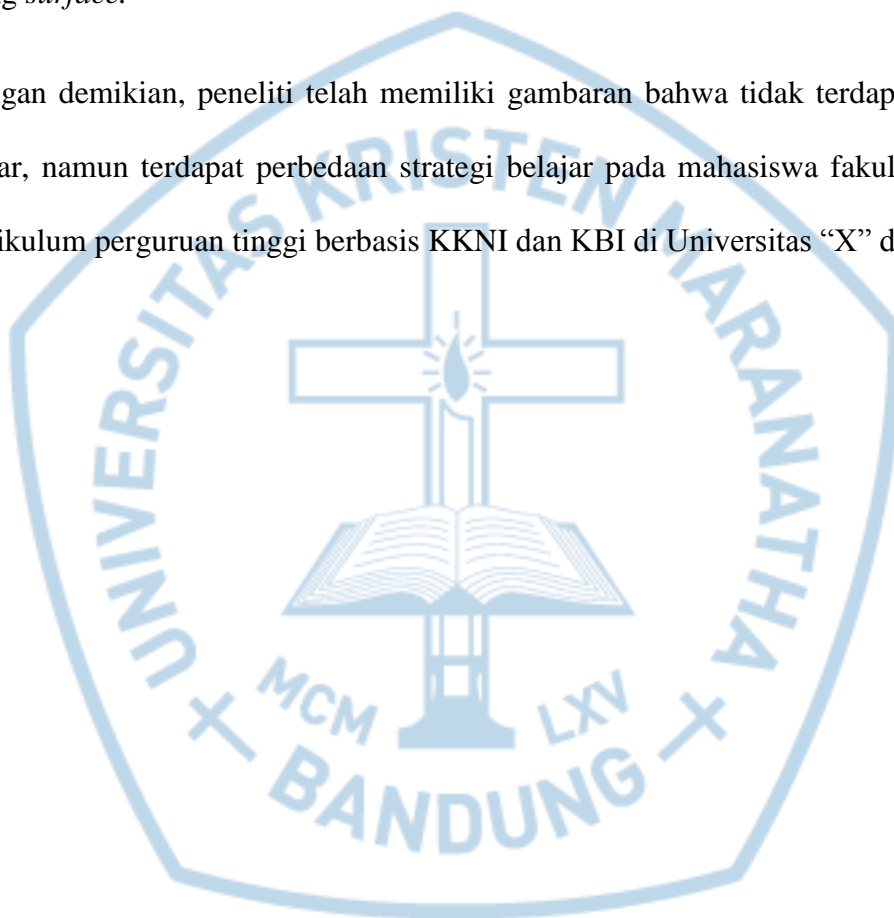 surface.
gan demikian, peneliti telah memiliki gambaran bahwa tidak terdap
ar, namun terdapat perbedaan strategi belajar pada mahasiswa fakul
ikulum perguruan tinggi berbasis KKNI dan KBI di Universitas “X” d
UNIVERSITAS KRISTEN MARANATHA
MCM LXV
BANDUNG